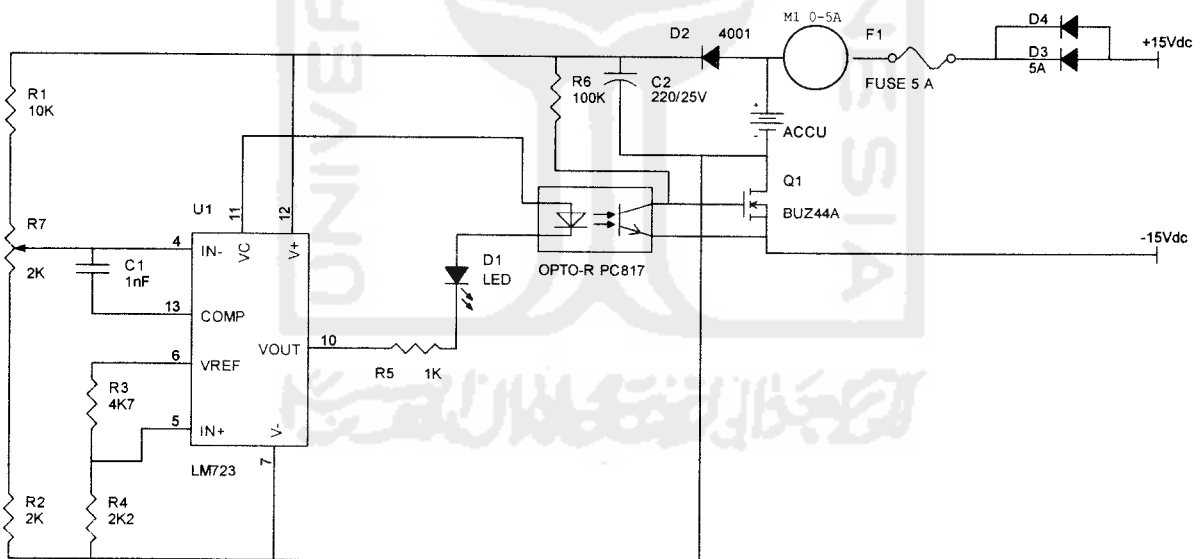 M1 0-5A
D4
D2
4001
F1
+15Vdc
D3
5A
FUSE 5 A
R1
10K
R6
100K
C2
220/25V
+
-
ACCU
Q1
BUZ44A
U1
11
12
R7
2K
4
IN-
VC
V+
C1
1nF
D1
LED
OPTO-R PC817
-15Vdc
13
COMP
10
VOUT
6
VREF
R5
1K
R3
4K7
5
IN+
V-
LM723
7
R2
2K
R4
2K2